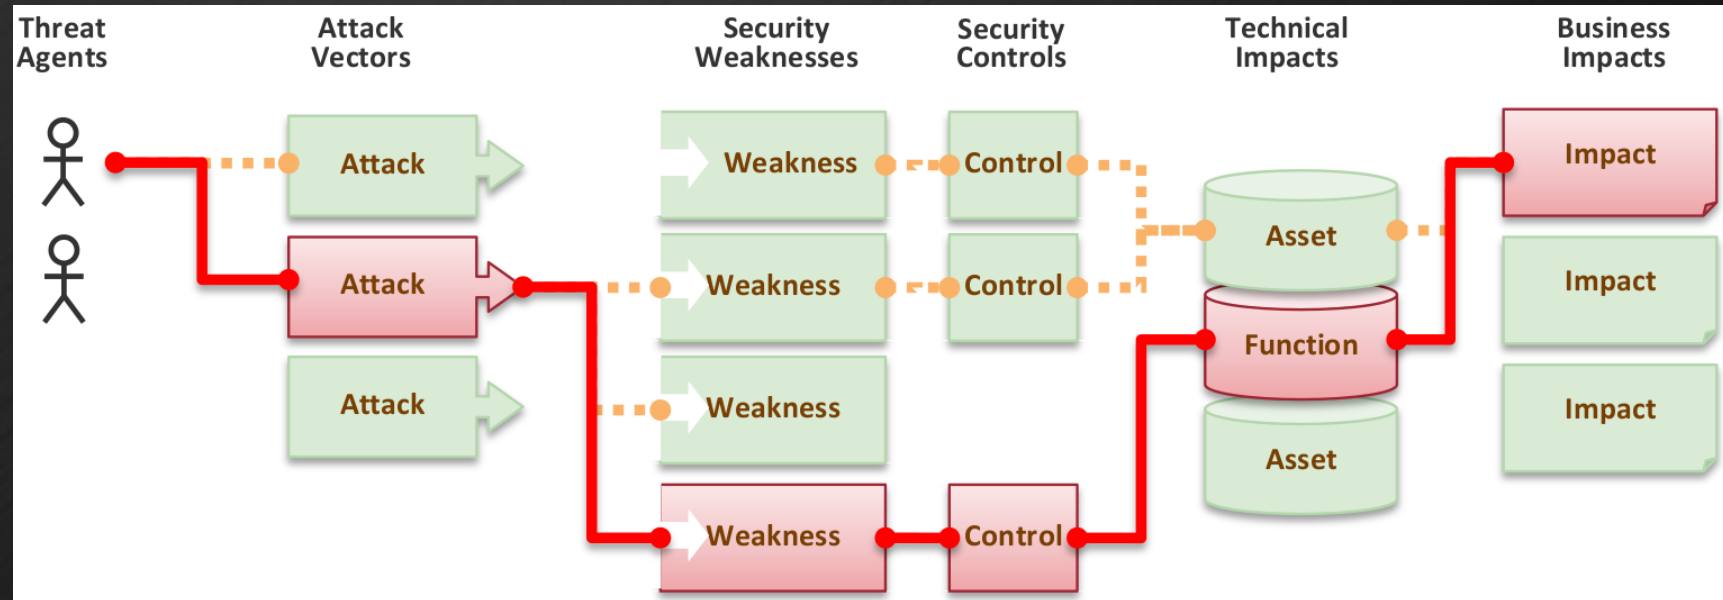 Threat
Agents
Attack
Vectors
Security
Weaknesses
Security
Controls
Technical
Impacts
Business
Impacts
Attack
Weakness
Control
Impact
Asset
Attack
Weakness
Control
Impact
Function
Attack
Weakness
Impact
Asset
Weakness
Control